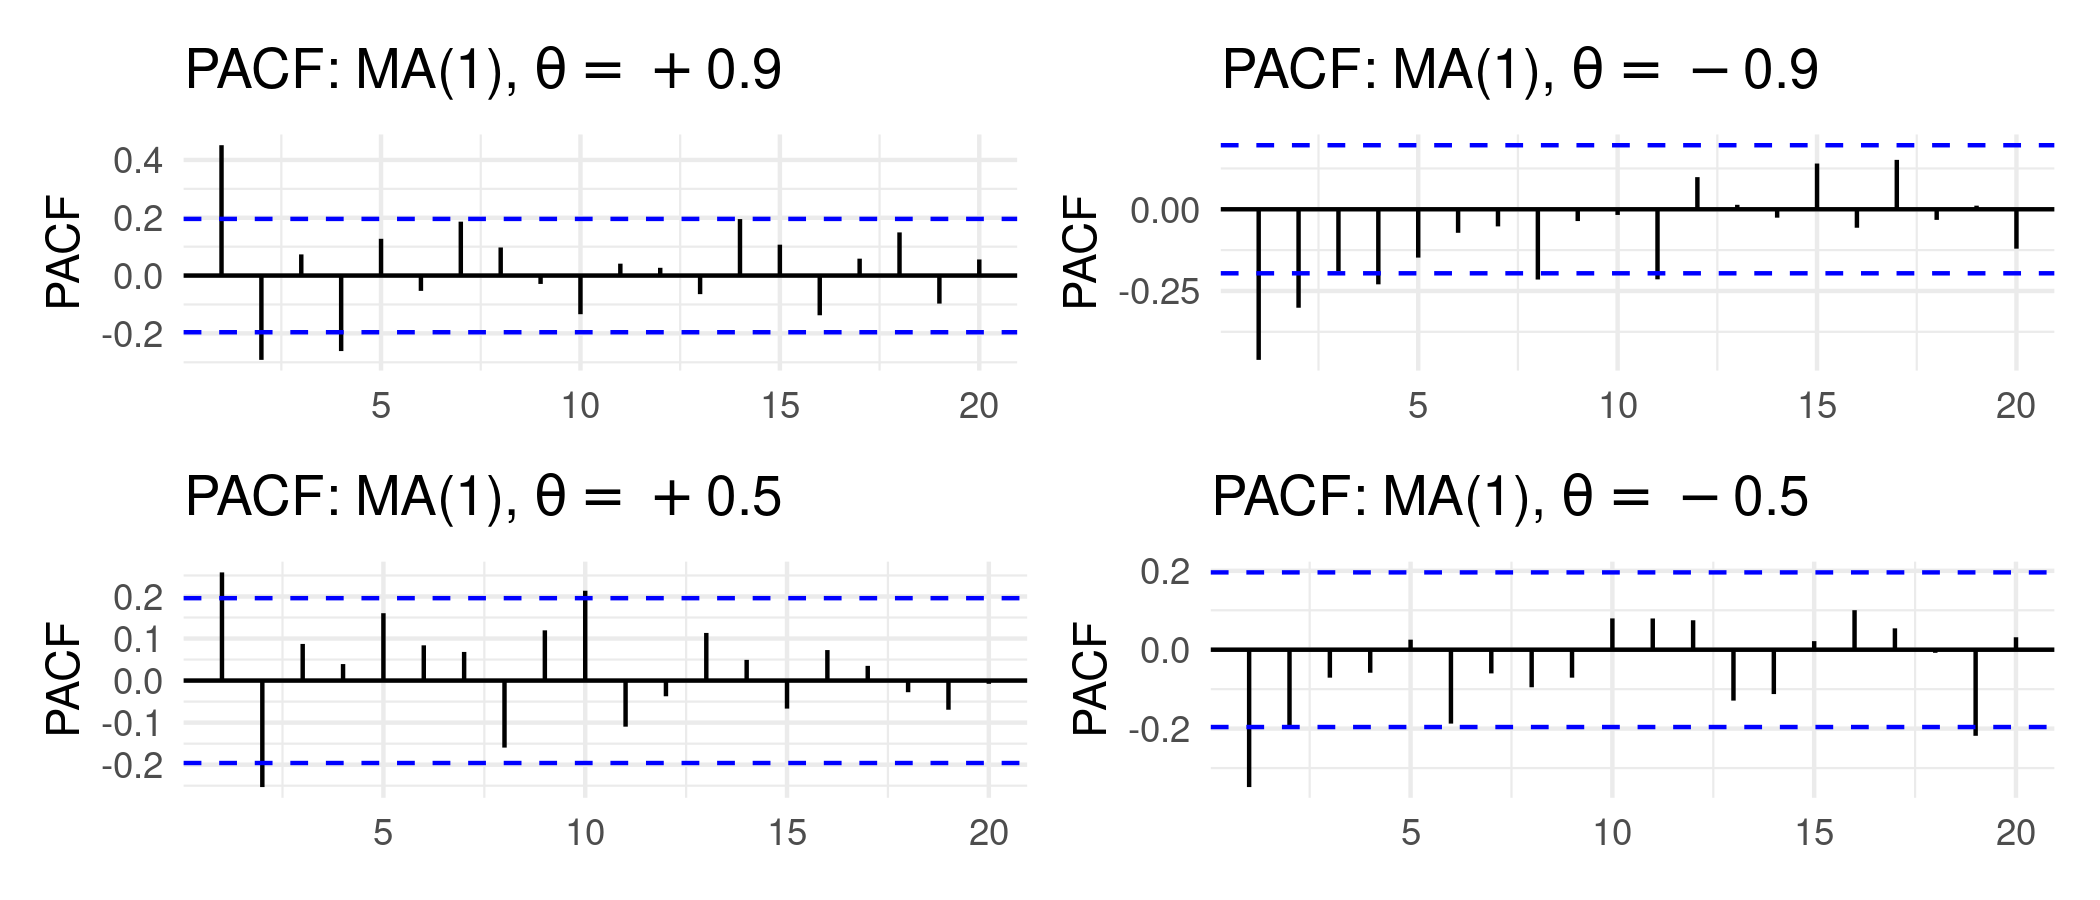 PACF: MA(1), θ = + 0.9
PACF
0.4
0.2
0.0
-0.2
5 10 15 20
PACF: MA(1), θ = − 0.9
PACF
0.00
-0.25
5 10 15 20
PACF: MA(1), θ = + 0.5
PACF
0.2
0.1
0.0
-0.1
-0.2
5 10 15 20
PACF: MA(1), θ = − 0.5
PACF
0.2
0.0
-0.2
5 10 15 20